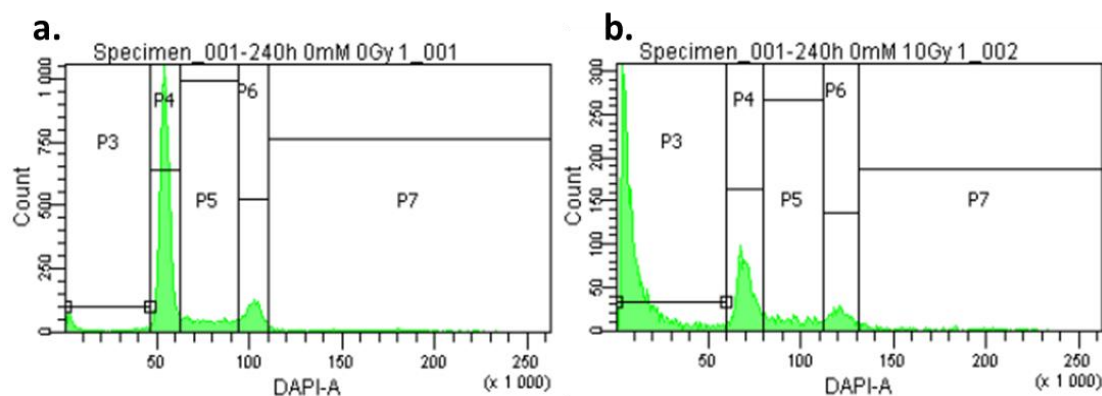 a.
Specimen_001-240h 0mM 0Gy 1_001
Count
0 250 500 750 1 000
P3
P4
P5
P6
P7
50 100 150 200 250
DAPI-A
(x 1 000)
b.
Specimen_001-240h 0mM 10Gy 1_002
Count
0 50 100 150 200 250 300
P3
P4
P5
P6
P7
50 100 150 200 250
DAPI-A
(x 1 000)